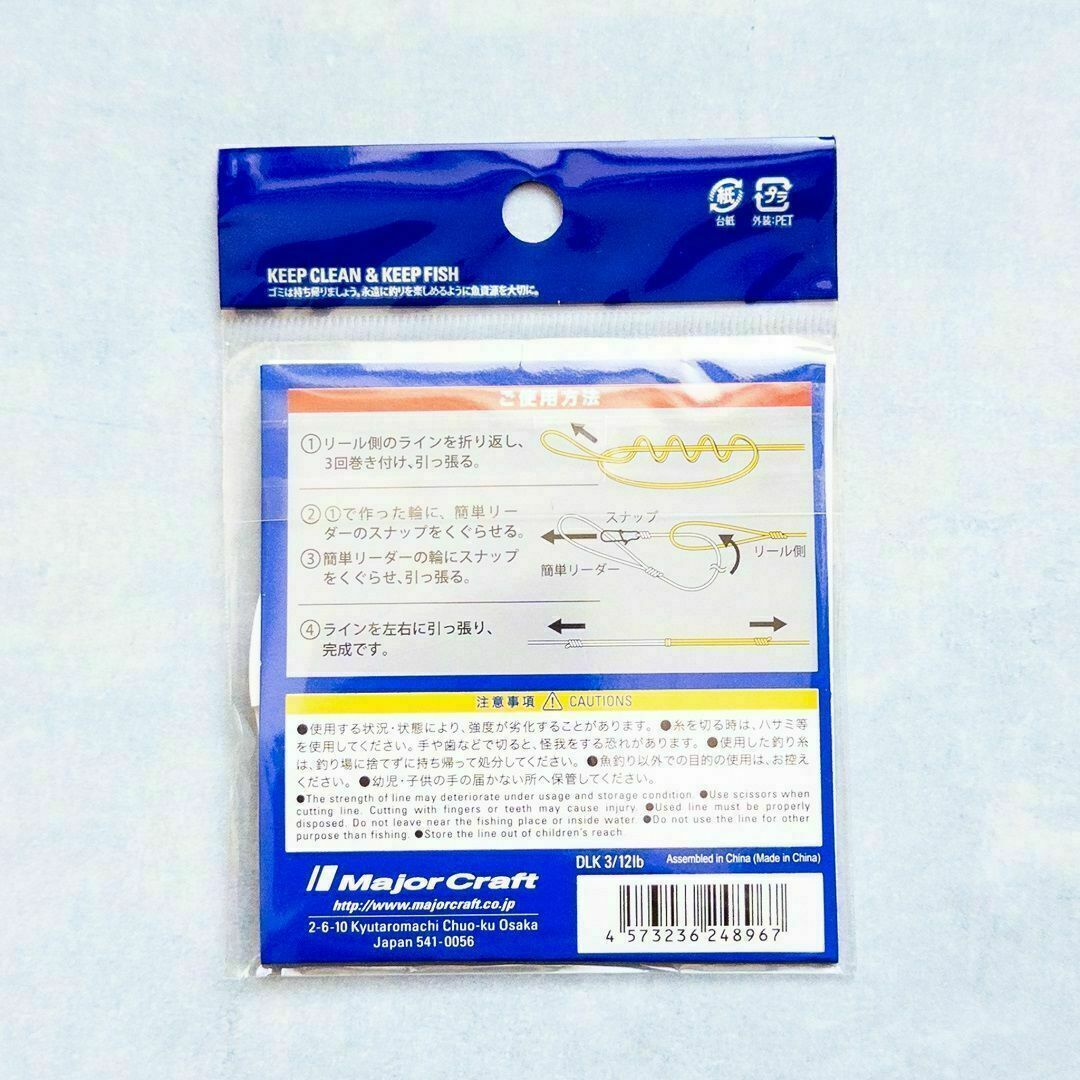 紙
プラ
台紙
外装:PET
KEEP CLEAN & KEEP FISH
ゴミは持ち帰りましょう。永遠に釣りを楽しめるように魚資源を大切に。
ご使用方法
①リール側のラインを折り返し、
3回巻き付け、引っ張る。
②①で作った輪に、簡単リー
ダーのスナップをくぐらせる。
③簡単リーダーの輪にスナップ
をくぐらせ、引っ張る。
スナップ
リール側
簡単リーダー
④ラインを左右に引っ張り、
完成です。
注意事項 ⚠ CAUTIONS
●使用する状況・状態により、強度が劣化することがあります。●糸を切る時は、ハサミ等
を使用してください。手や歯などで切ると、怪我をする恐れがあります。●使用した釣り糸
は、釣り場に捨てずに持ち帰って処分してください。●魚釣り以外での目的の使用は、お控え
ください。●幼児・子供の手の届かない所へ保管してください。
●The strength of line may deteriorate under usage and storage condition. ●Use scissors when
cutting line. Cutting with fingers or teeth may cause injury. ●Used line must be properly
disposed. Do not leave near the fishing place or inside water. ●Do not use the line for other
purpose than fishing. ●Store the line out of children's reach.
Major Craft
http://www.majorcraft.co.jp
2-6-10 Kyutaromachi Chuo-ku Osaka
Japan 541-0056
DLK 3/12lb Assembled in China (Made in China)
4 573236 248967